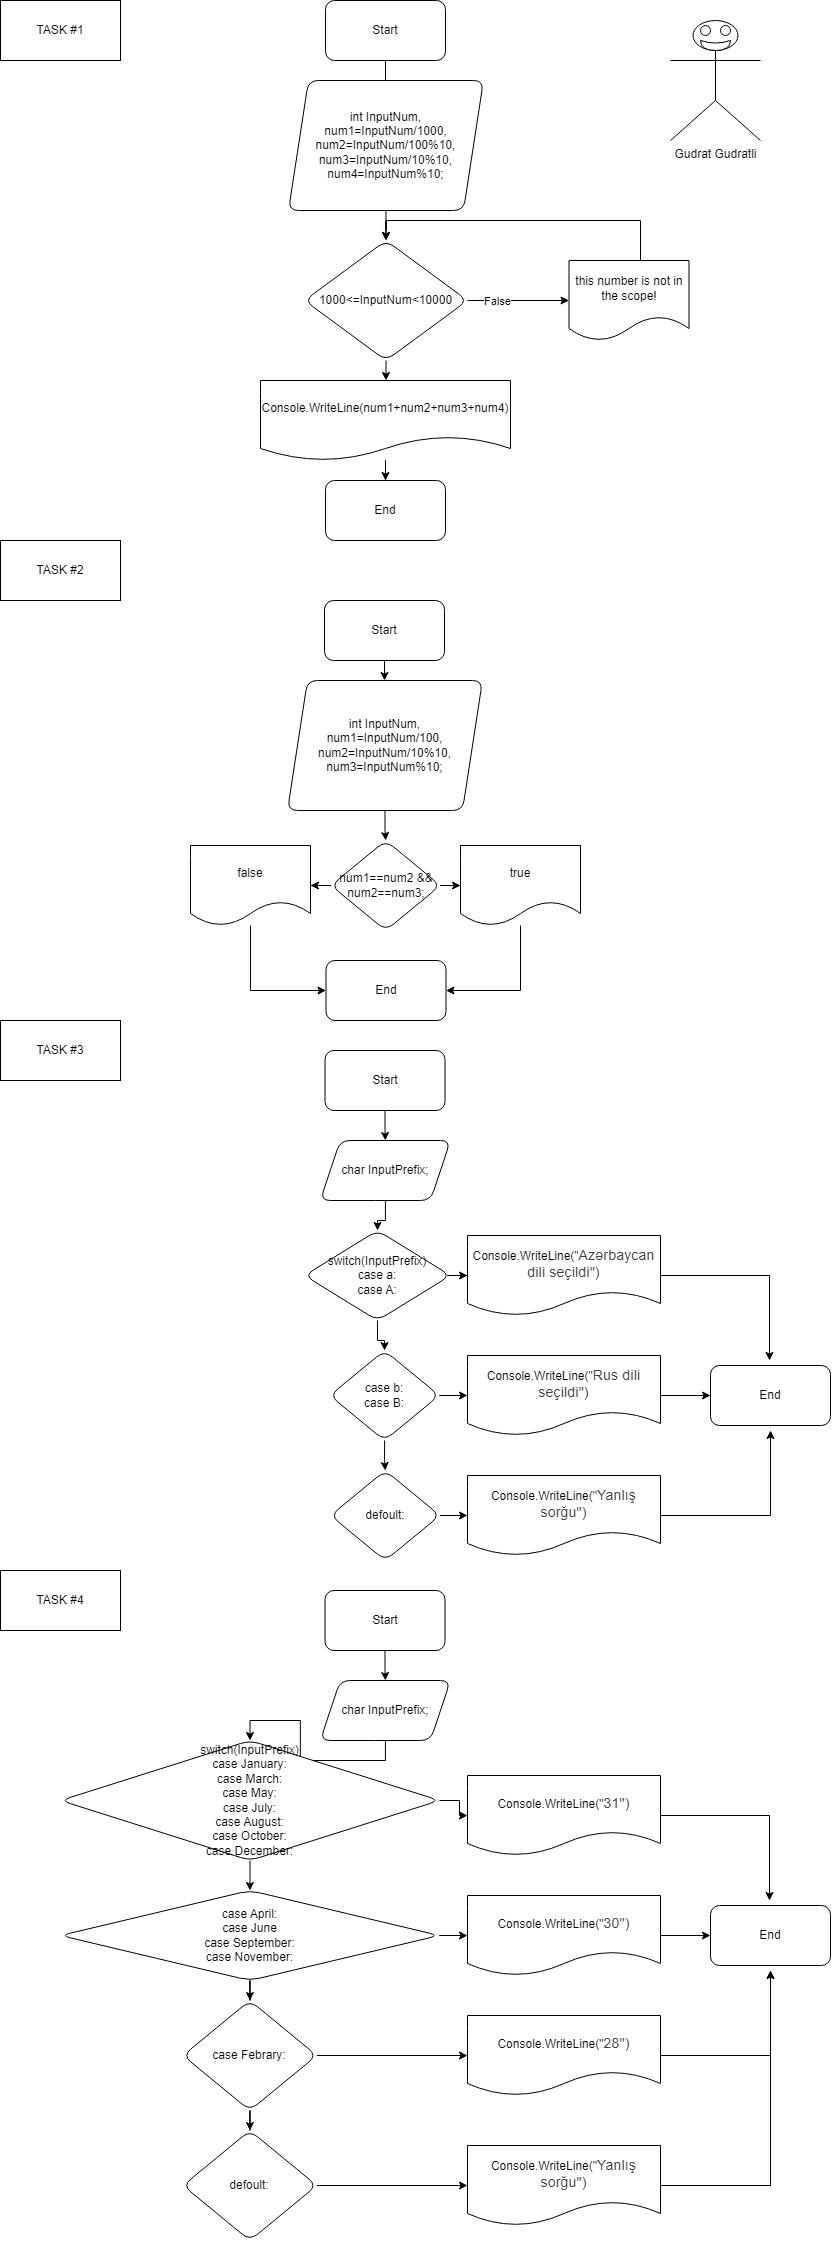 TASK #1
Start
int InputNum,
num1=InputNum/1000,
num2=InputNum/100%10,
num3=InputNum/10%10,
num4=InputNum%10;
Gudrat Gudratli
1000<=InputNum<10000
False
this number is not in
the scope!
Console.WriteLine(num1+num2+num3+num4)
End
TASK #2
Start
int InputNum,
num1=InputNum/100,
num2=InputNum/10%10,
num3=InputNum%10;
false
num1==num2 &&
num2==num3;
true
End
TASK #3
Start
char InputPrefix;
switch(InputPrefix)
case a:
case A:
Console.WriteLine("Azərbaycan
dili seçildi")
case b:
case B:
Console.WriteLine("Rus dili
seçildi")
End
defoult:
Console.WriteLine("Yanlış
sorğu")
TASK #4
Start
char InputPrefix;
switch(InputPrefix)
case January:
case March:
case May:
case July:
case August:
case October:
case December:
Console.WriteLine("31")
case April:
case June
case September:
case November:
Console.WriteLine("30")
End
case Febrary:
Console.WriteLine("28")
defoult:
Console.WriteLine("Yanlış
sorğu")